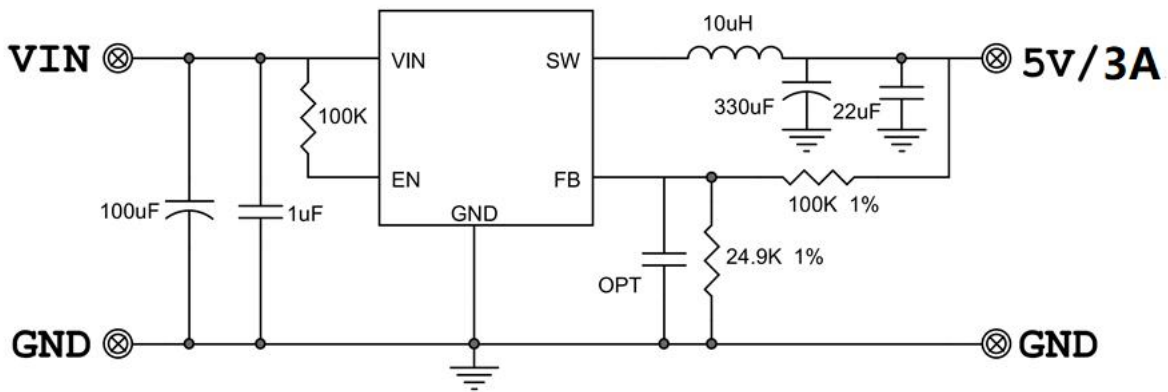 10uH
VIN
VIN
SW
5V/3A
100K
330uF
22uF
EN
FB
100uF
1uF
GND
100K 1%
24.9K 1%
OPT
GND
GND